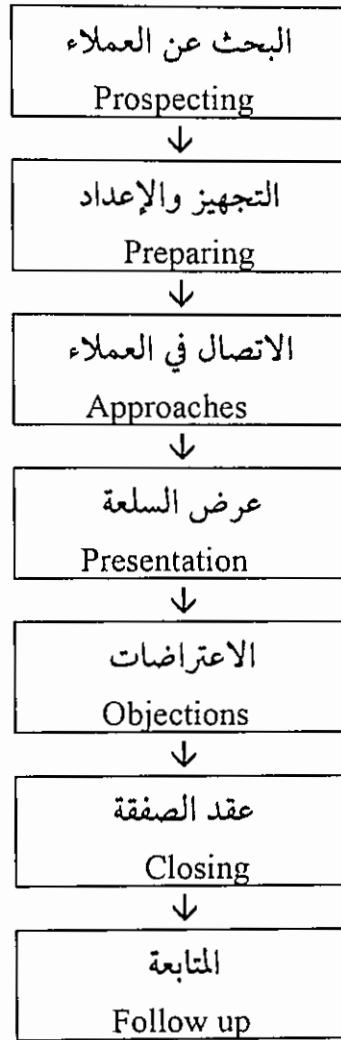 البحث عن العملاء
Prospecting
↓
التجهيز والإعداد
Preparing
↓
الاتصال في العملاء
Approaches
↓
عرض السلعة
Presentation
↓
الاعتراضات
Objections
↓
عقد الصفقة
Closing
↓
المتابعة
Follow up